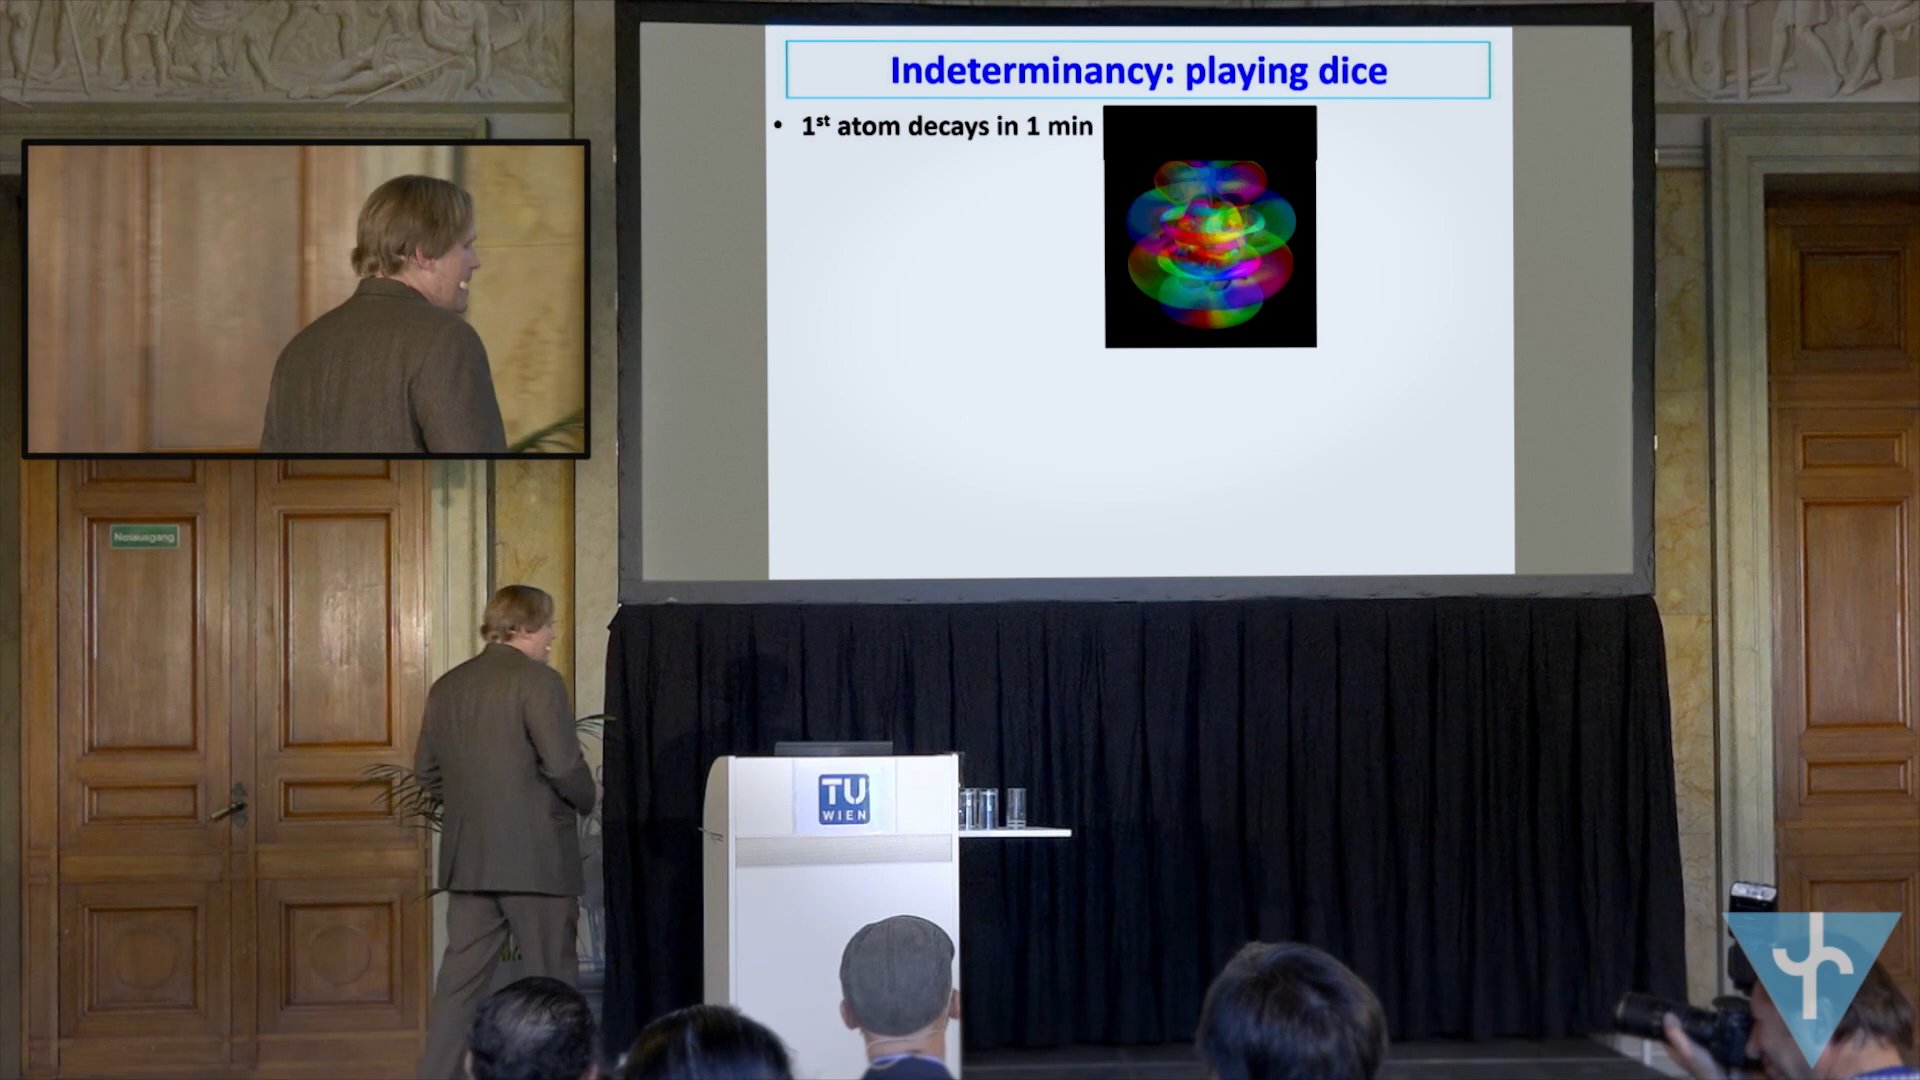 Indeterminancy: playing dice
• 1st atom decays in 1 min
Notausgang
TU
WIEN